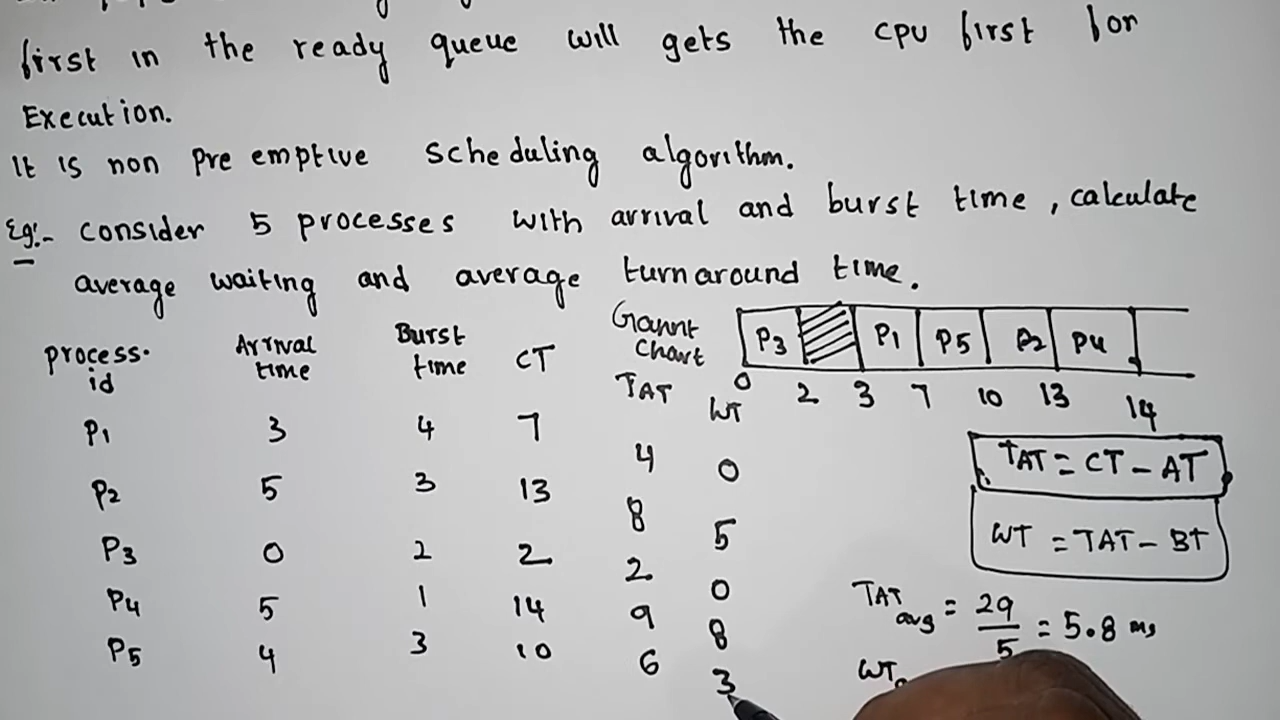 first in the ready queue will gets the cpu first for
Execution.
It is non pre emptive scheduling algorithm.
Eg:- consider 5 processes with arrival and burst time, calculate
average waiting and average turnaround time.
process id Arrival time Burst time CT TAT WT
P1 3 4 7 4 0
P2 5 3 13 8 5
P3 0 2 2 2 0
P4 5 1 14 9 8
P5 4 3 10 6 3
Gannt chart
P3 P1 P5 P2 P4
0 2 3 7 10 13 14
TAT = CT - AT
WT = TAT - BT
TAT avg = 29/5 = 5.8 ms
WT